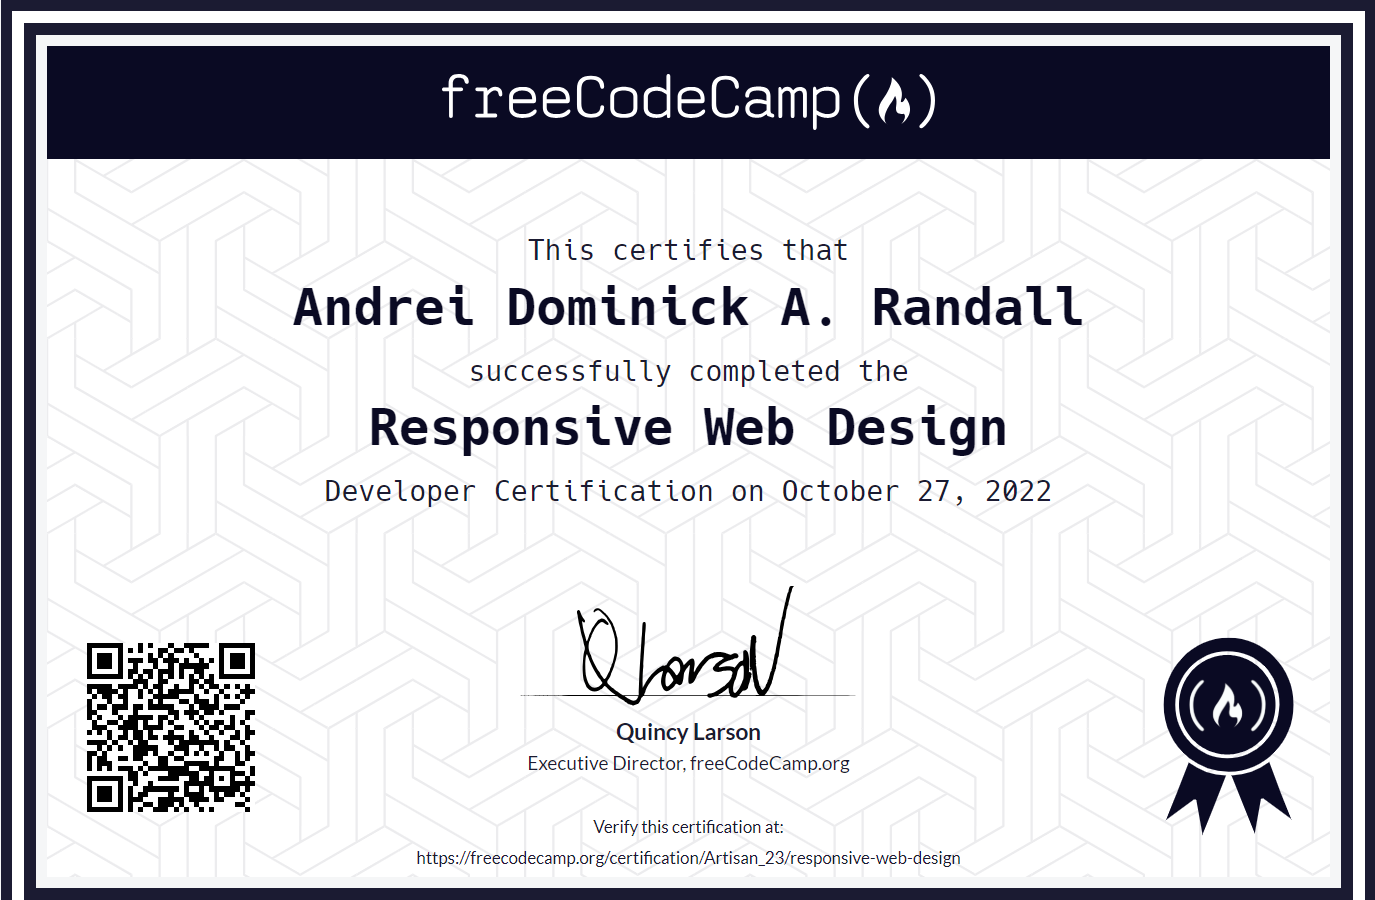 freeCodeCamp
This certifies that
Andrei Dominick A. Randall
successfully completed the
Responsive Web Design
Developer Certification on October 27, 2022
Quincy Larson
Executive Director, freeCodeCamp.org
Verify this certification at:
https://freecodecamp.org/certification/Artisan_23/responsive-web-design